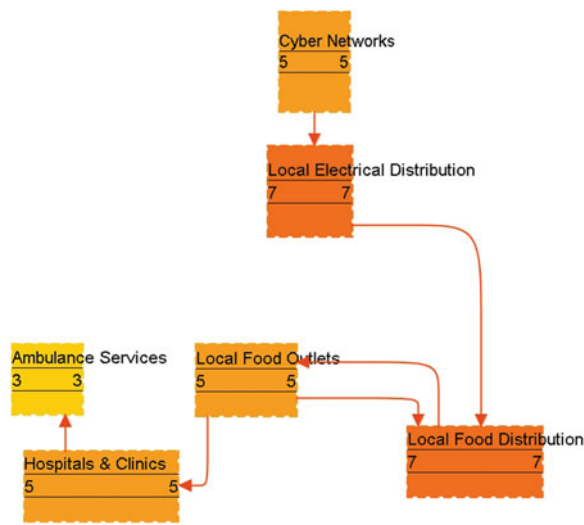 Cyber Networks
5 5
Local Electrical Distribution
7 7
Ambulance Services
3 3
Local Food Outlets
5 5
Local Food Distribution
7 7
Hospitals & Clinics
5 5